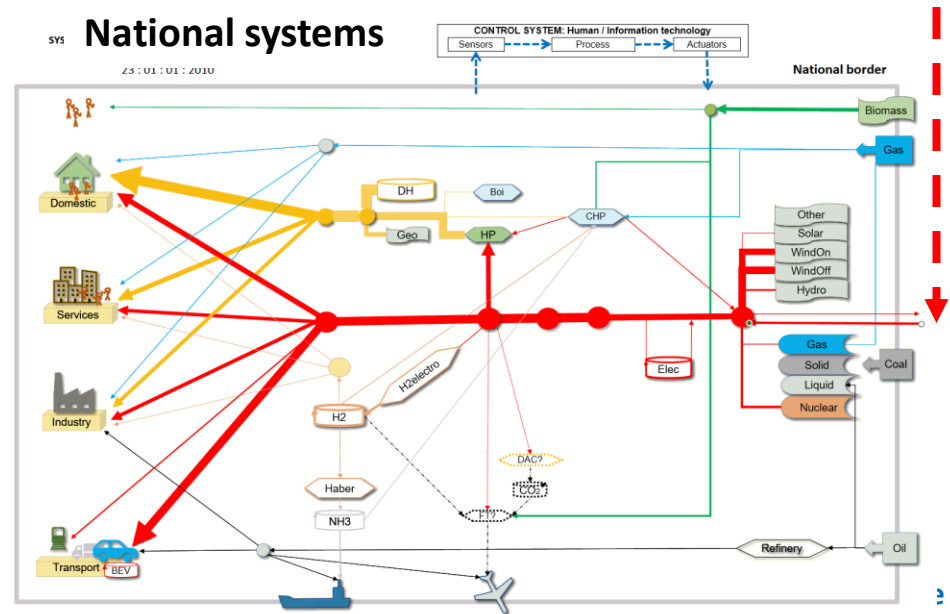 SYS
National systems
CONTROL SYSTEM: Human / Information technology
Sensors
Process
Actuators
23 : 01 : 01 : 2010
National border
Biomass
Gas
Domestic
DH
Boi
CHP
Geo
HP
Other
Solar
WindOn
WindOff
Hydro
Services
Gas
Solid
Liquid
Nuclear
Coal
Elec
H2electro
H2
Industry
DAC?
CO2
Haber
NH3
FT?
Refinery
Oil
Transport
BEV